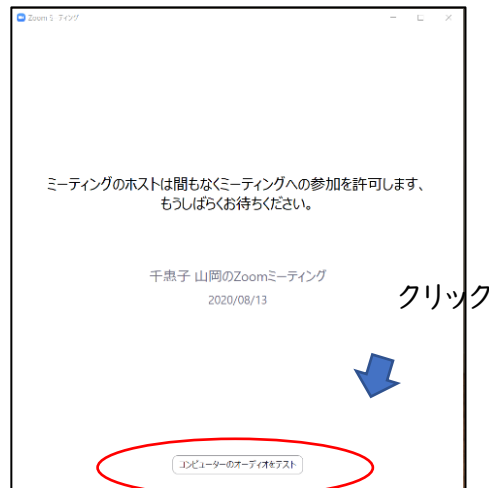 Zoom ミーティング
ミーティングのホストは間もなくミーティングへの参加を許可します、
もうしばらくお待ちください。
千恵子 山岡のZoomミーティング
2020/08/13
クリック
コンピューターのオーディオをテスト